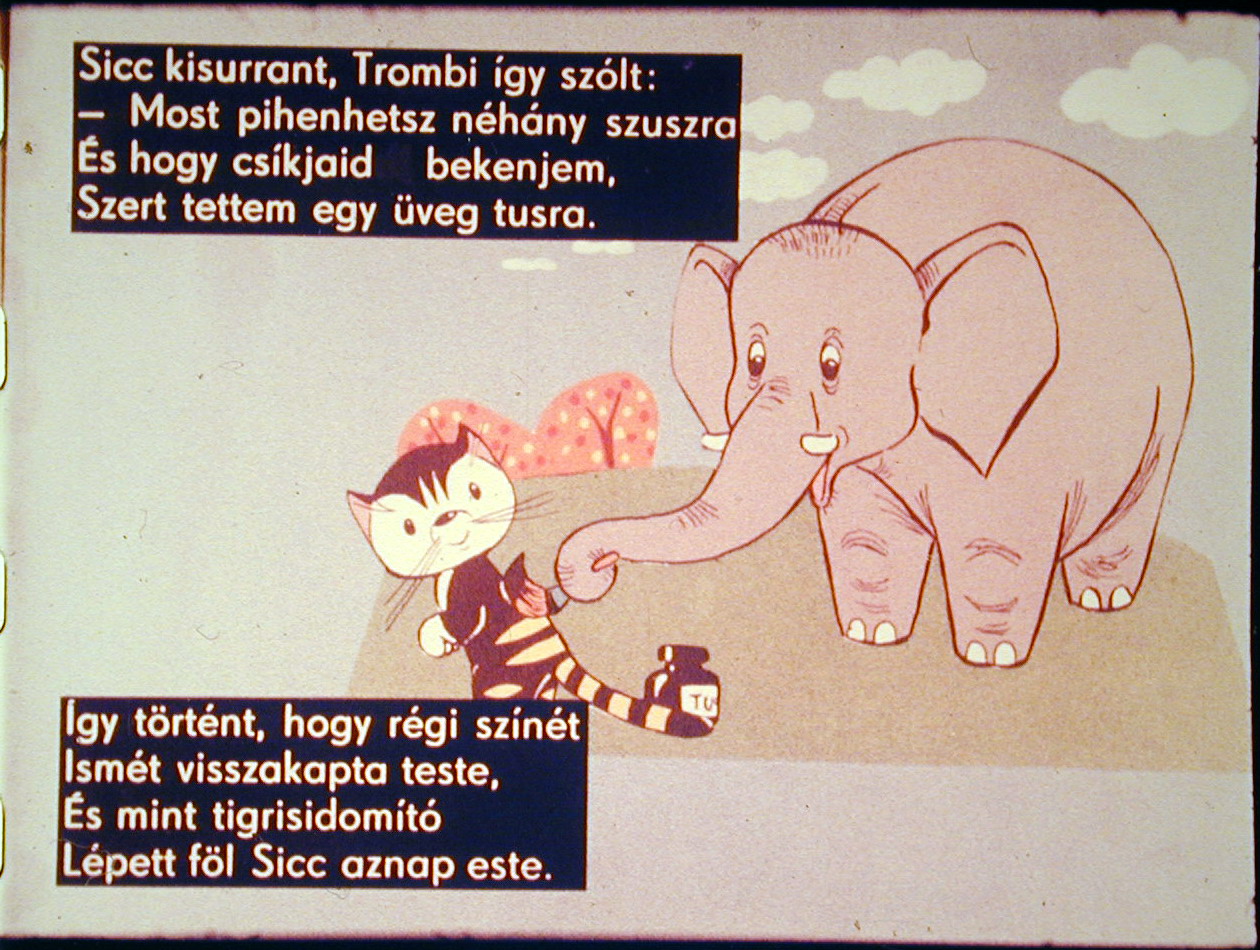 Sicc kisurrant, Trombi így szólt:
– Most pihenhetsz néhány szuszra
És hogy csíkjaid bekenjem,
Szert tettem egy üveg tusra.
TUS
Így történt, hogy régi színét
Ismét visszakapta teste,
És mint tigrisidomító
Lépett föl Sicc aznap este.